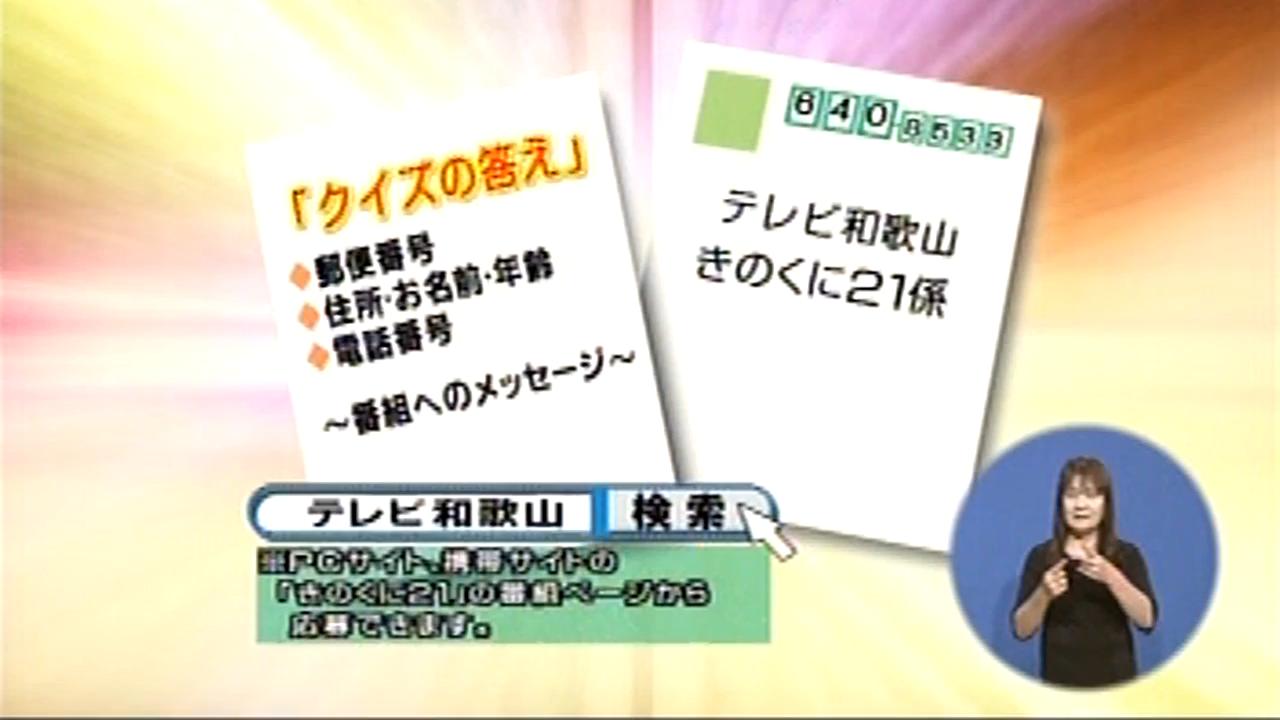 「クイズの答え」
◆郵便番号
◆住所・お名前・年齢
◆電話番号
～番組へのメッセージ～
640 8533
テレビ和歌山
きのくに21係
テレビ和歌山 検索
※PCサイト、携帯サイトの
「きのくに21」の番組ページから
応募できます。